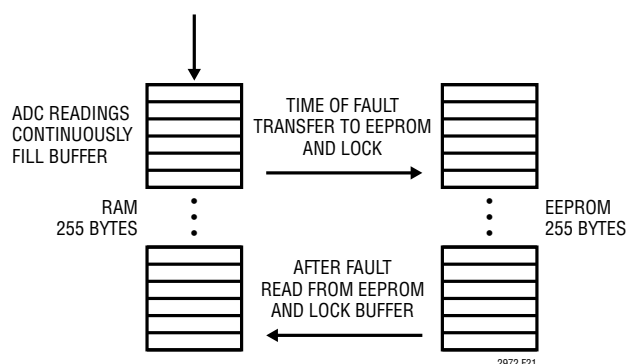 ADC READINGS
CONTINUOUSLY
FILL BUFFER
TIME OF FAULT
TRANSFER TO EEPROM
AND LOCK
RAM
255 BYTES
EEPROM
255 BYTES
AFTER FAULT
READ FROM EEPROM
AND LOCK BUFFER
2972 F21